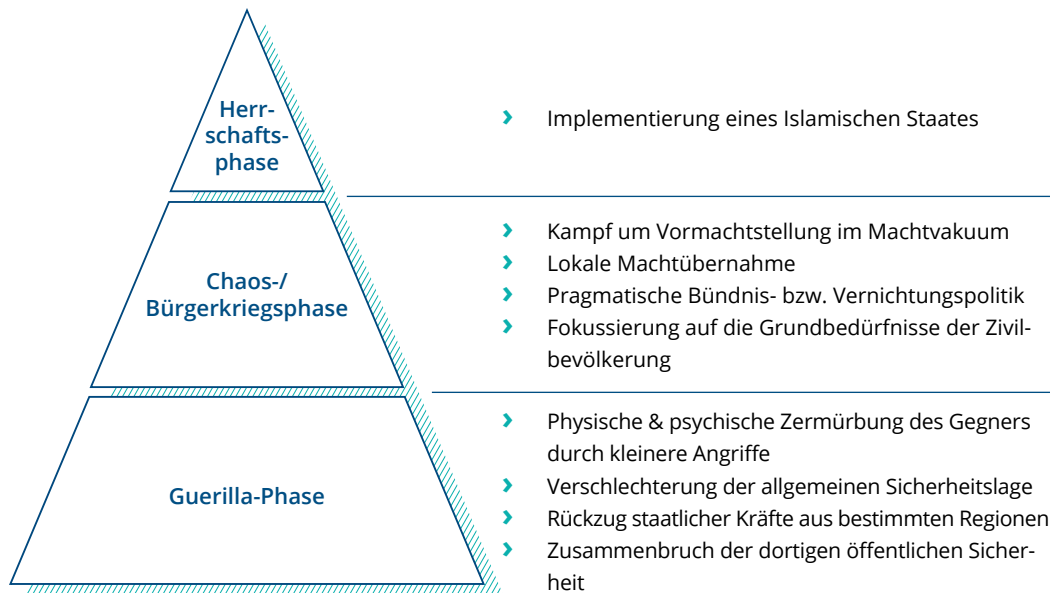 Herr-
schafts-
phase
› Implementierung eines Islamischen Staates
Chaos-/
Bürgerkriegsphase
› Kampf um Vormachtstellung im Machtvakuum
› Lokale Machtübernahme
› Pragmatische Bündnis- bzw. Vernichtungspolitik
› Fokussierung auf die Grundbedürfnisse der Zivil-
bevölkerung
Guerilla-Phase
› Physische & psychische Zermürbung des Gegners
durch kleinere Angriffe
› Verschlechterung der allgemeinen Sicherheitslage
› Rückzug staatlicher Kräfte aus bestimmten Regionen
› Zusammenbruch der dortigen öffentlichen Sicher-
heit